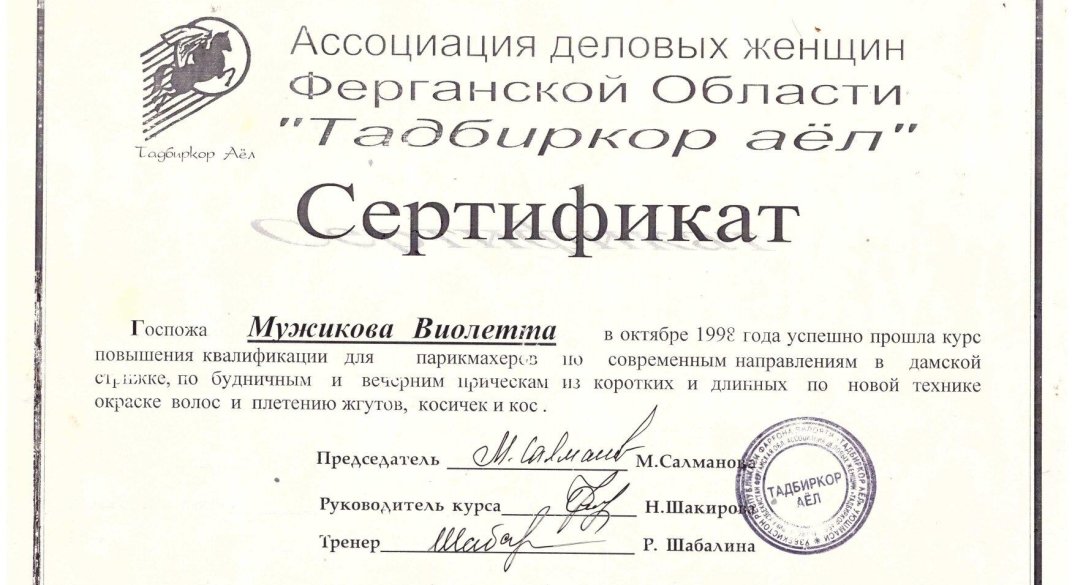 Ассоциация деловых женщин
Ферганской Области
"Тадбиркор аёл"
Тадбиркор Аёл
Сертификат
Госпожа Мужикова Виолетта в октябре 1998 года успешно прошла курс
повышения квалификации для парикмахеров по современным направлениям в дамской
стрижке, по будничным и вечерним прическам из коротких и длинных по новой технике
окраске волос и плетению жгутов, косичек и кос .
Председатель М. Салманов М.Салманова
Руководитель курса Н.Шакирова
Тренер Шабал Р. Шабалина
ТАДБИРКОР
АЁЛ